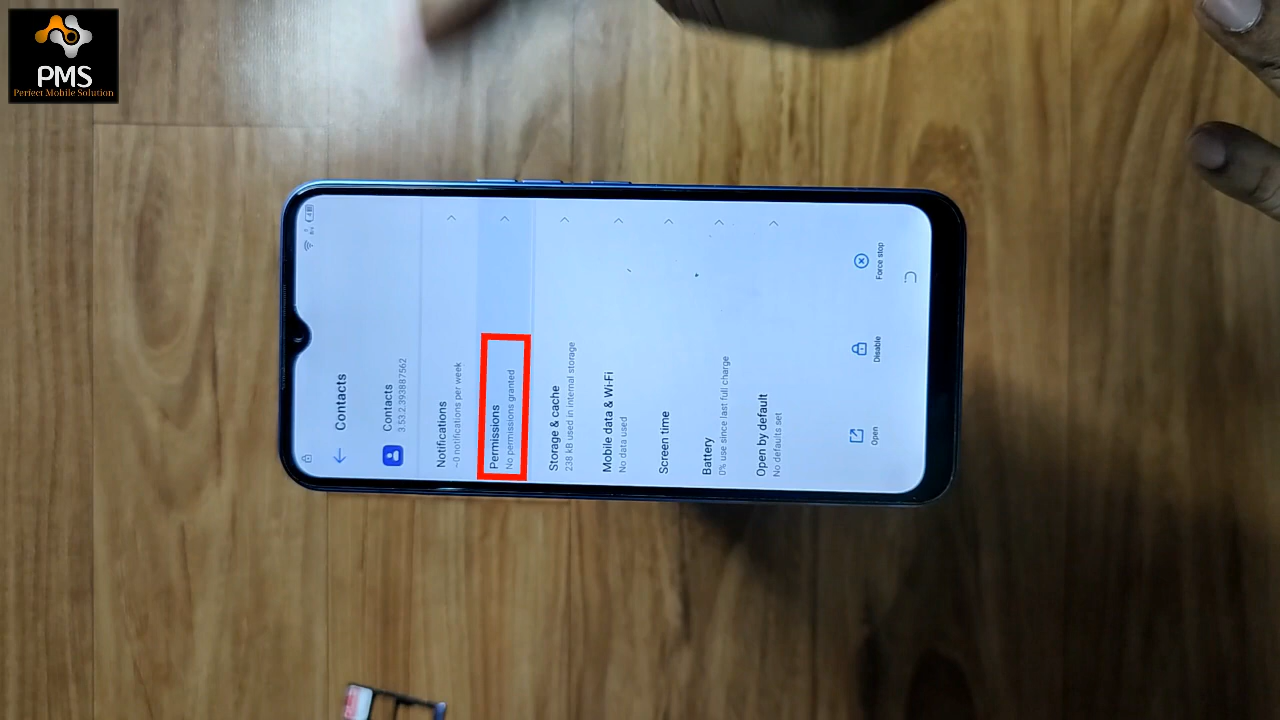 PMS
Perfect Mobile Solution
Contacts
Contacts
3.53.2.393887562
Notifications
~0 notifications per week
Permissions
No permissions granted
Storage & cache
238 kB used in internal storage
Mobile data & Wi-Fi
No data used
Screen time
Battery
0% use since last full charge
Open by default
No defaults set
Open
Disable
Force stop